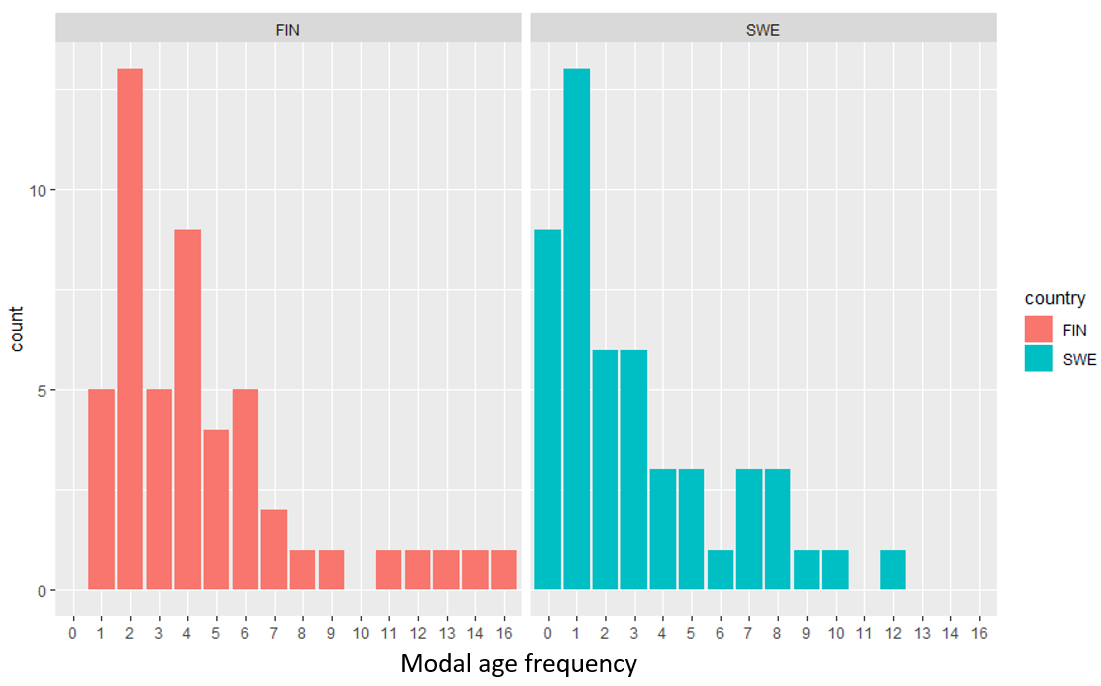 FIN SWE
10
5
0
count
0 1 2 3 4 5 6 7 8 9 10 11 12 13 14 16 0 1 2 3 4 5 6 7 8 9 10 11 12 13 14 16
Modal age frequency
country
FIN
SWE